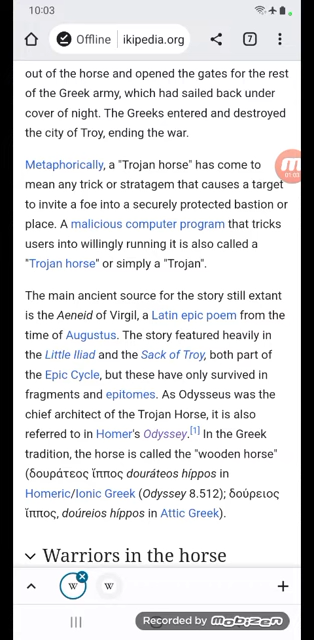 10:03
Offline
ikipedia.org
7
out of the horse and opened the gates for the rest
of the Greek army, which had sailed back under
cover of night. The Greeks entered and destroyed
the city of Troy, ending the war.
Metaphorically, a "Trojan horse" has come to
mean any trick or stratagem that causes a target
to invite a foe into a securely protected bastion or
place. A malicious computer program that tricks
users into willingly running it is also called a
"Trojan horse" or simply a "Trojan".
The main ancient source for the story still extant
is the Aeneid of Virgil, a Latin epic poem from the
time of Augustus. The story featured heavily in
the Little Iliad and the Sack of Troy, both part of
the Epic Cycle, but these have only survived in
fragments and epitomes. As Odysseus was the
chief architect of the Trojan Horse, it is also
referred to in Homer's Odyssey.[1] In the Greek
tradition, the horse is called the "wooden horse"
(δουράτεος ἵππος douráteos híppos in
Homeric/Ionic Greek (Odyssey 8.512); δούρειος
ἵππος, doúreios híppos in Attic Greek).
Warriors in the horse
W
W
Recorded by mobizen